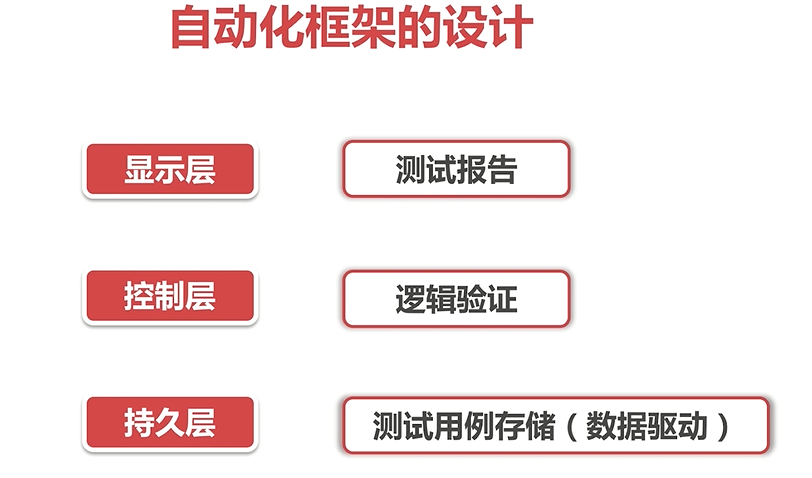 自动化框架的设计
显示层
测试报告
控制层
逻辑验证
持久层
测试用例存储（数据驱动）